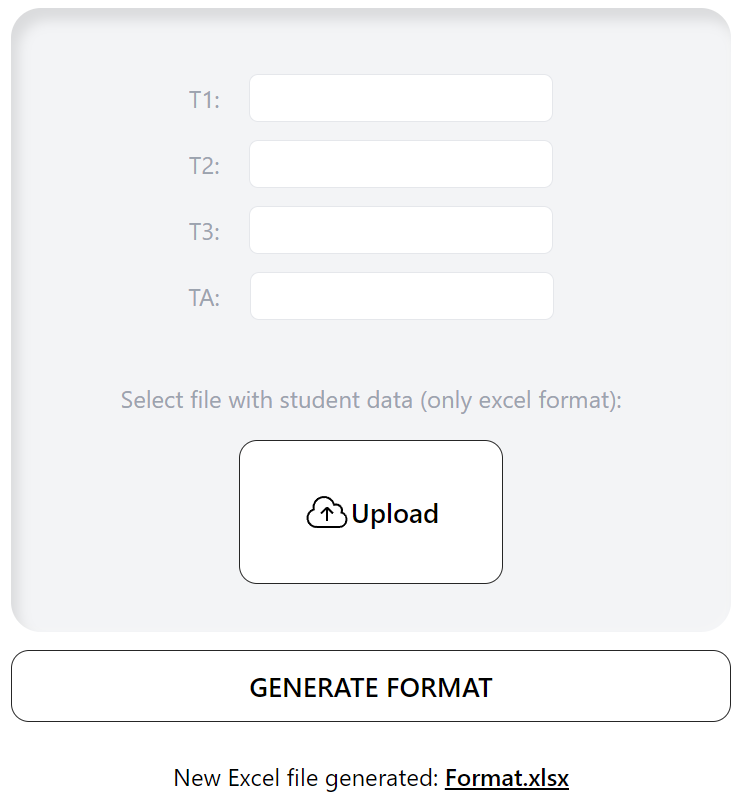 T1:
T2:
T3:
TA:
Select file with student data (only excel format):
Upload
GENERATE FORMAT
New Excel file generated: Format.xlsx